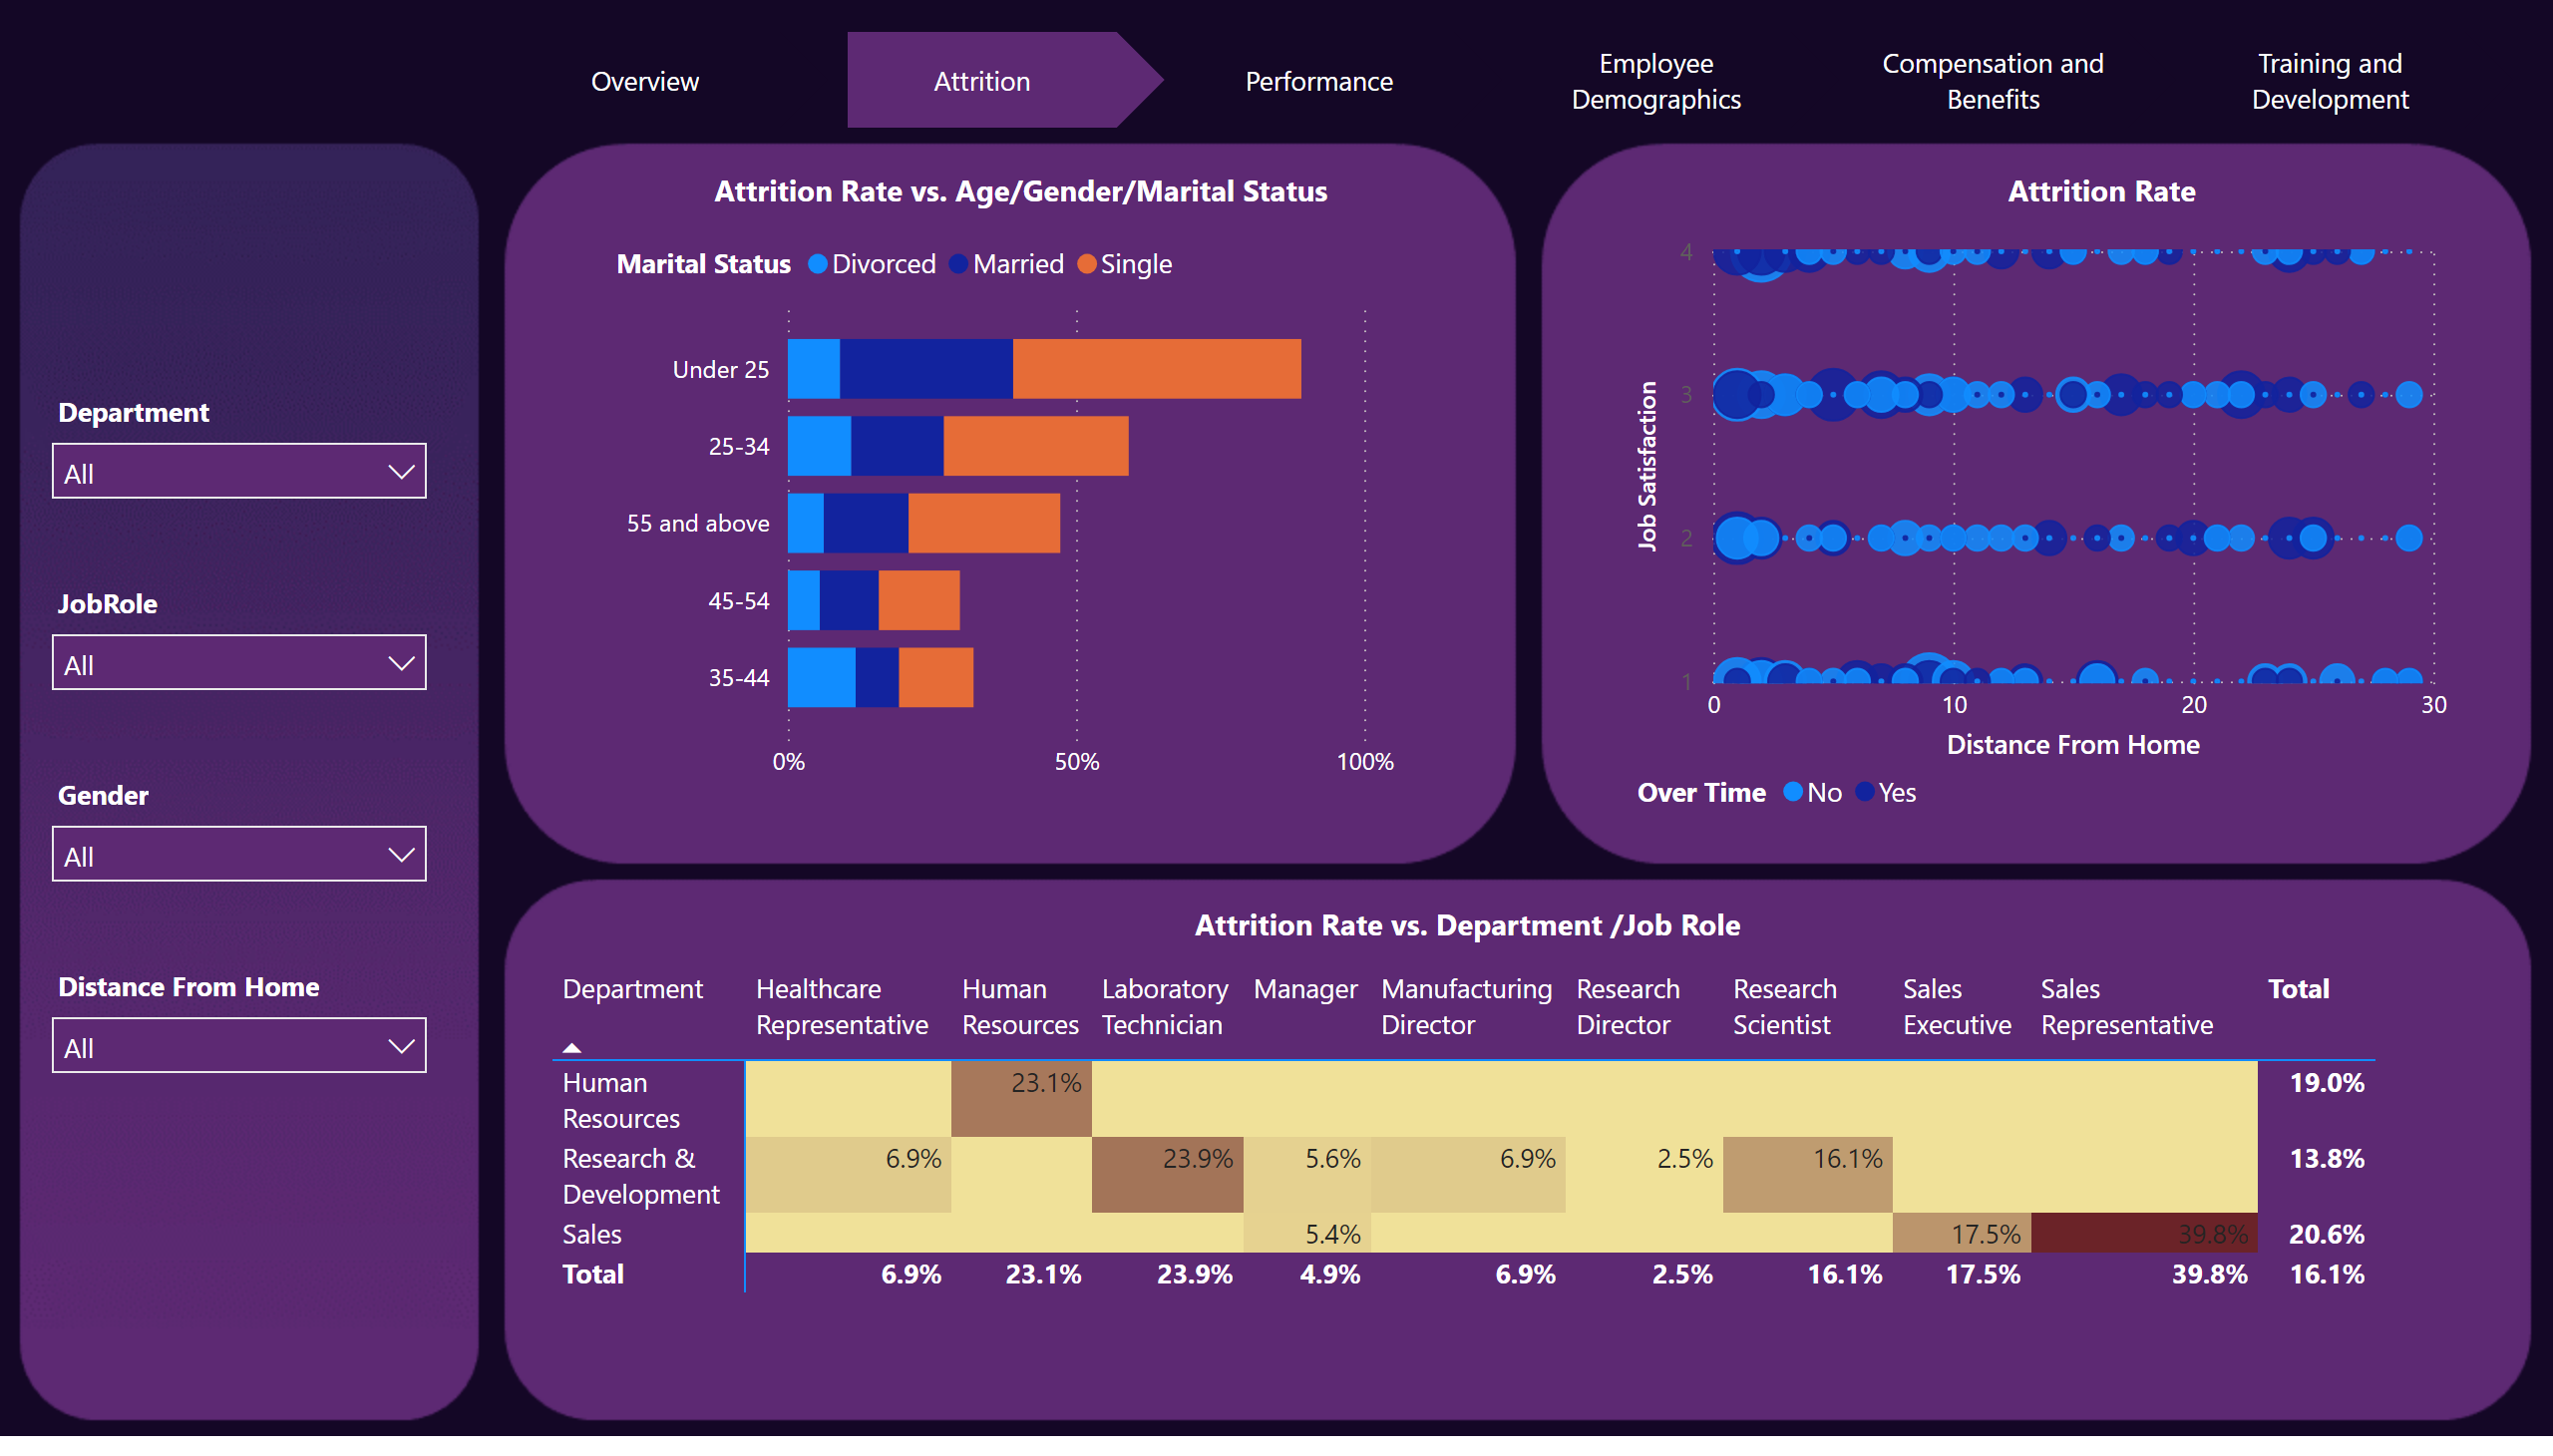 Overview
Attrition
Performance
Employee
Demographics
Compensation and
Benefits
Training and
Development
Department
All
JobRole
All
Gender
All
Distance From Home
All
Attrition Rate vs. Age/Gender/Marital Status
Marital Status Divorced Married Single
Under 25
25-34
55 and above
45-54
35-44
0% 50% 100%
Attrition Rate
Job Satisfaction
4
3
2
1
0 10 20 30
Distance From Home
Over Time No Yes
Attrition Rate vs. Department /Job Role
Department Healthcare Human Laboratory Manager Manufacturing Research Research Sales Sales Total
Representative Resources Technician Director Director Scientist Executive Representative
Human 23.1% 19.0%
Resources
Research & 6.9% 23.9% 5.6% 6.9% 2.5% 16.1% 13.8%
Development
Sales 5.4% 17.5% 39.8% 20.6%
Total 6.9% 23.1% 23.9% 4.9% 6.9% 2.5% 16.1% 17.5% 39.8% 16.1%